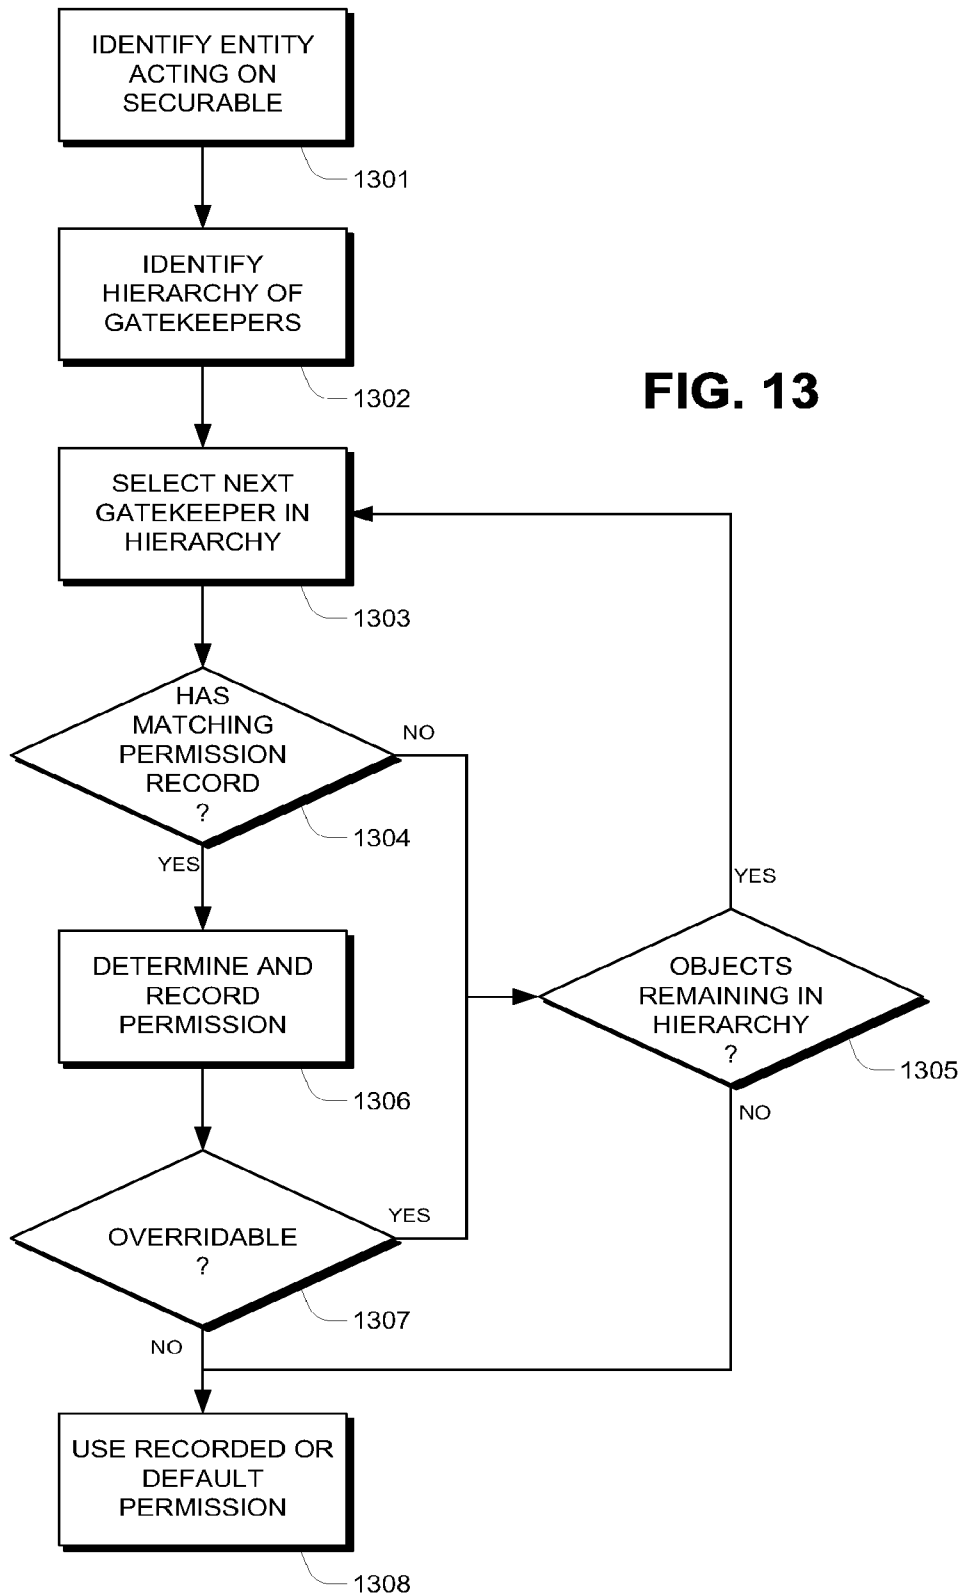 IDENTIFY ENTITY
ACTING ON
SECURABLE
1301
IDENTIFY
HIERARCHY OF
GATEKEEPERS
1302
FIG. 13
SELECT NEXT
GATEKEEPER IN
HIERARCHY
1303
HAS
MATCHING
PERMISSION
RECORD
?
NO
1304
YES
YES
DETERMINE AND
RECORD
PERMISSION
1306
OBJECTS
REMAINING IN
HIERARCHY
?
1305
NO
OVERRIDABLE
?
YES
1307
NO
USE RECORDED OR
DEFAULT
PERMISSION
1308